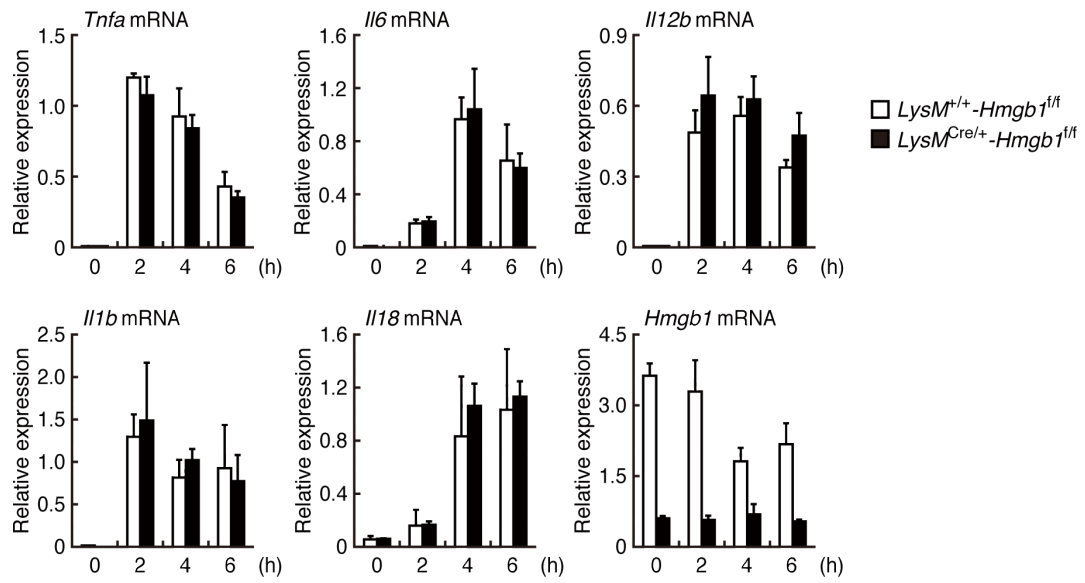 Tnfa mRNA
Relative expression
1.5
1.0
0.5
0
0 2 4 6 (h)
Il6 mRNA
Relative expression
1.6
1.2
0.8
0.4
0
0 2 4 6 (h)
Il12b mRNA
Relative expression
0.9
0.6
0.3
0
0 2 4 6 (h)
LysM+/+-Hmgb1f/f
LysMCre/+-Hmgb1f/f
Il1b mRNA
Relative expression
2.5
2.0
1.5
1.0
0.5
0
0 2 4 6 (h)
Il18 mRNA
Relative expression
1.6
1.2
0.8
0.4
0
0 2 4 6 (h)
Hmgb1 mRNA
Relative expression
4.5
3.0
1.5
0
0 2 4 6 (h)